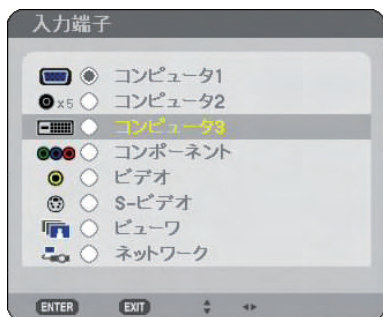 入力端子
コンピュータ1
x5 コンピュータ2
コンピュータ3
コンポーネント
ビデオ
S-ビデオ
ビューワ
ネットワーク
ENTER EXIT